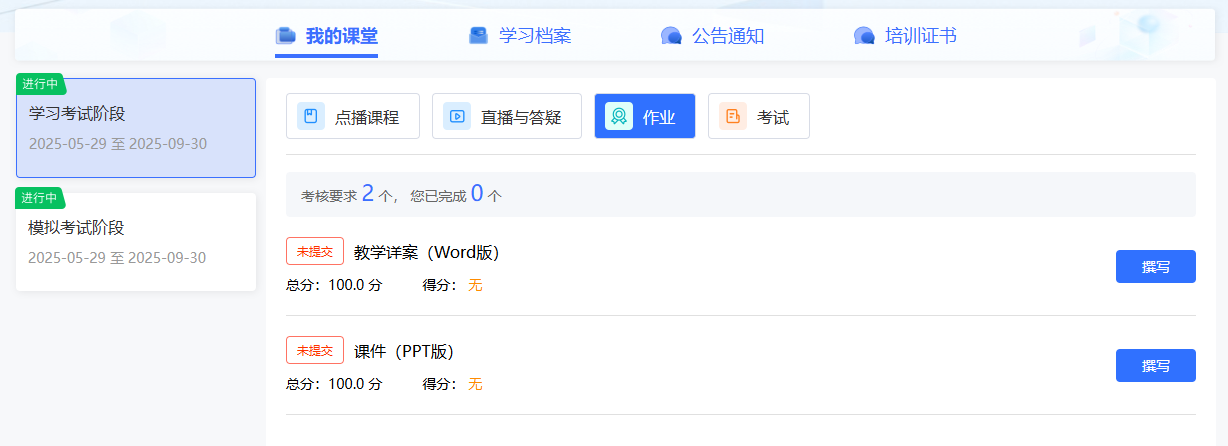 我的课堂 学习档案 公告通知 培训证书
进行中
学习考试阶段
2025-05-29 至 2025-09-30
进行中
模拟考试阶段
2025-05-29 至 2025-09-30
点播课程 直播与答疑 作业 考试
考核要求 2 个， 您已完成 0 个
未提交 教学详案（Word版）
总分：100.0 分 得分： 无
撰写
未提交 课件（PPT版）
总分：100.0 分 得分： 无
撰写